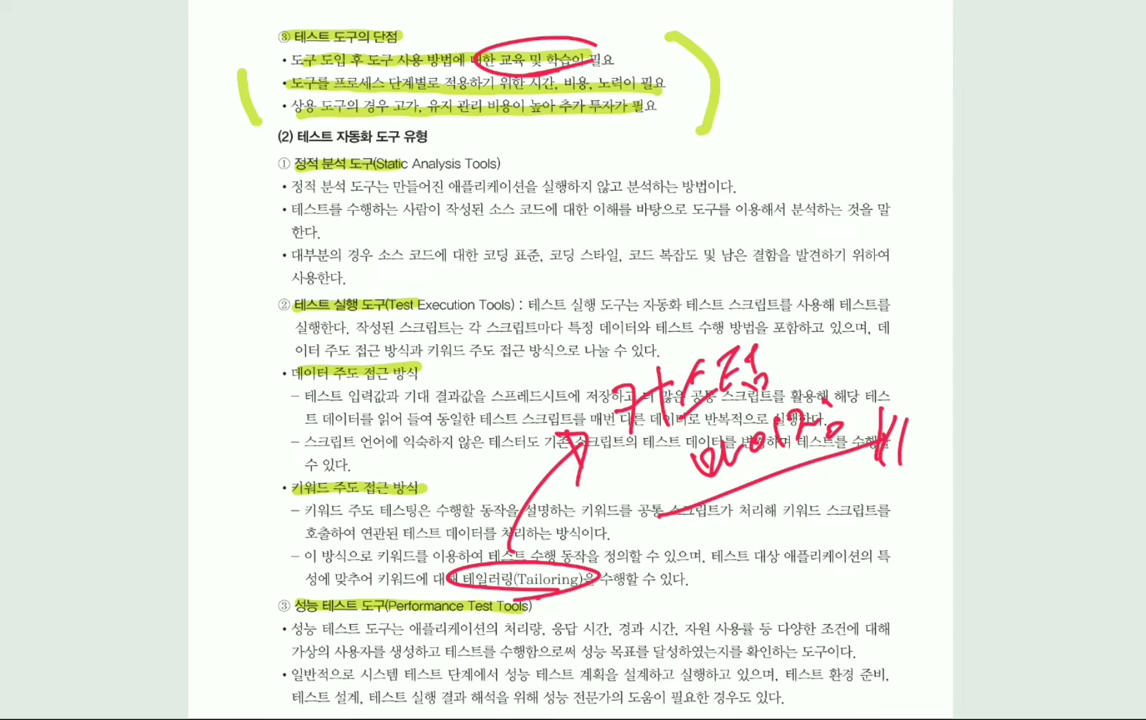 ③ 테스트 도구의 단점
• 도구 도입 후 도구 사용 방법에 대한 교육 및 학습이 필요
• 도구를 프로세스 단계별로 적용하기 위한 시간, 비용, 노력이 필요
• 상용 도구의 경우 고가, 유지 관리 비용이 높아 추가 투자가 필요
(2) 테스트 자동화 도구 유형
① 정적 분석 도구(Static Analysis Tools)
• 정적 분석 도구는 만들어진 애플리케이션을 실행하지 않고 분석하는 방법이다.
• 테스트를 수행하는 사람이 작성된 소스 코드에 대한 이해를 바탕으로 도구를 이용해서 분석하는 것을 말
한다.
• 대부분의 경우 소스 코드에 대한 코딩 표준, 코딩 스타일, 코드 복잡도 및 남은 결함을 발견하기 위하여
사용한다.
② 테스트 실행 도구(Test Execution Tools) : 테스트 실행 도구는 자동화 테스트 스크립트를 사용해 테스트를
실행한다. 작성된 스크립트는 각 스크립트마다 특정 데이터와 테스트 수행 방법을 포함하고 있으며, 데
이터 주도 접근 방식과 키워드 주도 접근 방식으로 나눌 수 있다.
• 데이터 주도 접근 방식
– 테스트 입력값과 기대 결과값을 스프레드시트에 저장하고 더 많은 공통 스크립트를 활용해 해당 테스
트 데이터를 읽어 들여 동일한 테스트 스크립트를 매번 다른 데이터로 반복적으로 실행한다.
– 스크립트 언어에 익숙하지 않은 테스터도 기존 스크립트의 테스트 데이터를 변경하며 테스트를 수행할
수 있다.
• 키워드 주도 접근 방식
– 키워드 주도 테스팅은 수행할 동작을 설명하는 키워드를 공통 스크립트가 처리해 키워드 스크립트를
호출하여 연관된 테스트 데이터를 처리하는 방식이다.
– 이 방식으로 키워드를 이용하여 테스트 수행 동작을 정의할 수 있으며, 테스트 대상 애플리케이션의 특
성에 맞추어 키워드에 대해 테일러링(Tailoring)을 수행할 수 있다.
③ 성능 테스트 도구(Performance Test Tools)
• 성능 테스트 도구는 애플리케이션의 처리량, 응답 시간, 경과 시간, 자원 사용률 등 다양한 조건에 대해
가상의 사용자를 생성하고 테스트를 수행함으로써 성능 목표를 달성하였는지를 확인하는 도구이다.
• 일반적으로 시스템 테스트 단계에서 성능 테스트 계획을 설계하고 실행하고 있으며, 테스트 환경 준비,
테스트 설계, 테스트 실행 결과 해석을 위해 성능 전문가의 도움이 필요한 경우도 있다.